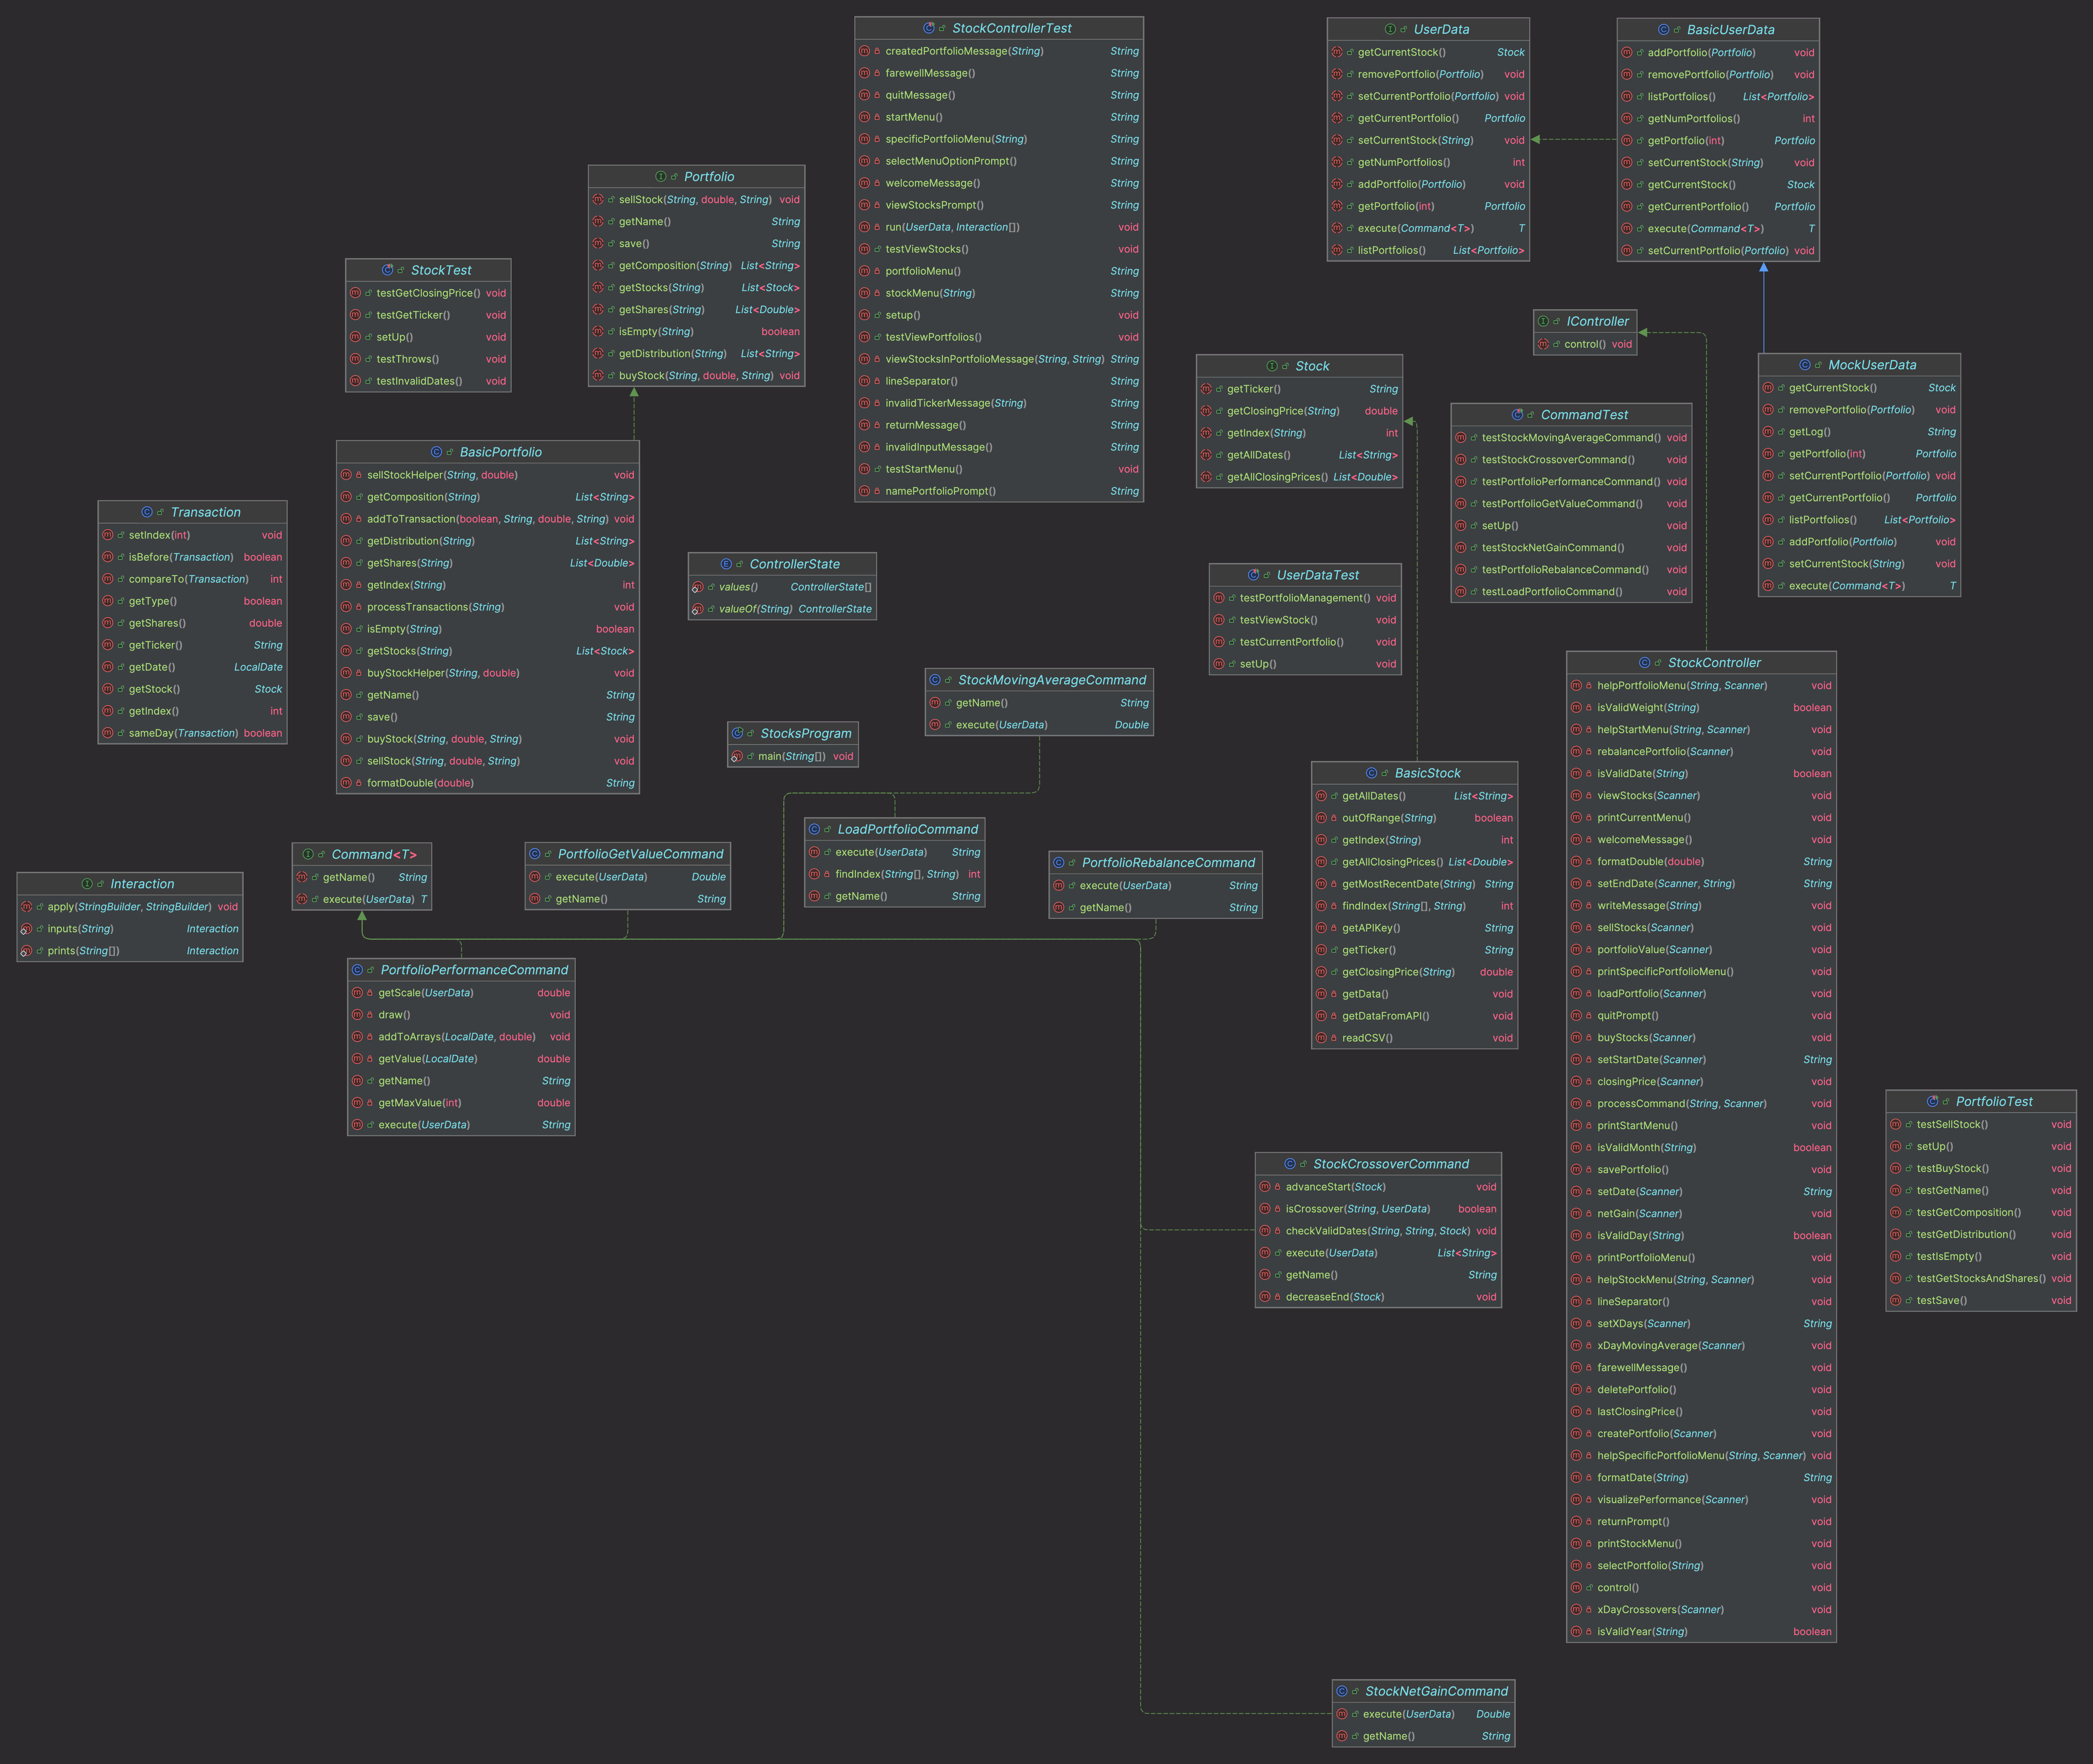 StockControllerTest
createdPortfolioMessage(String) String
farewellMessage() String
quitMessage() String
startMenu() String
specificPortfolioMenu(String) String
selectMenuOptionPrompt() String
welcomeMessage() String
viewStocksPrompt() String
run(UserData, Interaction[]) void
testViewStocks() void
portfolioMenu() String
stockMenu(String) String
setup() void
testViewPortfolios() void
viewStocksInPortfolioMessage(String, String) String
lineSeparator() String
invalidTickerMessage(String) String
returnMessage() String
invalidInputMessage() String
testStartMenu() void
namePortfolioPrompt() String
UserData
getCurrentStock() Stock
removePortfolio(Portfolio) void
setCurrentPortfolio(Portfolio) void
getCurrentPortfolio() Portfolio
setCurrentStock(String) void
getNumPortfolios() int
addPortfolio(Portfolio) void
getPortfolio(int) Portfolio
execute(Command<T>) T
listPortfolios() List<Portfolio>
BasicUserData
addPortfolio(Portfolio) void
removePortfolio(Portfolio) void
listPortfolios() List<Portfolio>
getNumPortfolios() int
getPortfolio(int) Portfolio
setCurrentStock(String) void
getCurrentStock() Stock
getCurrentPortfolio() Portfolio
execute(Command<T>) T
setCurrentPortfolio(Portfolio) void
Portfolio
sellStock(String, double, String) void
getName() String
save() String
getComposition(String) List<String>
getStocks(String) List<Stock>
getShares(String) List<Double>
isEmpty(String) boolean
getDistribution(String) List<String>
buyStock(String, double, String) void
StockTest
testGetClosingPrice() void
testGetTicker() void
setUp() void
testThrows() void
testInvalidDates() void
IController
control() void
Stock
getTicker() String
getClosingPrice(String) double
getIndex(String) int
getAllDates() List<String>
getAllClosingPrices() List<Double>
MockUserData
getCurrentStock() Stock
removePortfolio(Portfolio) void
getLog() String
getPortfolio(int) Portfolio
setCurrentPortfolio(Portfolio) void
getCurrentPortfolio() Portfolio
listPortfolios() List<Portfolio>
addPortfolio(Portfolio) void
setCurrentStock(String) void
execute(Command<T>) T
CommandTest
testStockMovingAverageCommand() void
testStockCrossoverCommand() void
testPortfolioPerformanceCommand() void
testPortfolioGetValueCommand() void
setUp() void
testStockNetGainCommand() void
testPortfolioRebalanceCommand() void
testLoadPortfolioCommand() void
BasicPortfolio
sellStockHelper(String, double) void
getComposition(String) List<String>
addToTransaction(boolean, String, double, String) void
getDistribution(String) List<String>
getShares(String) List<Double>
getIndex(String) int
processTransactions(String) void
isEmpty(String) boolean
getStocks(String) List<Stock>
buyStockHelper(String, double) void
getName() String
save() String
buyStock(String, double, String) void
sellStock(String, double, String) void
formatDouble(double) String
Transaction
setIndex(int) void
isBefore(Transaction) boolean
compareTo(Transaction) int
getType() boolean
getShares() double
getTicker() String
getDate() LocalDate
getStock() Stock
getIndex() int
sameDay(Transaction) boolean
ControllerState
values() ControllerState[]
valueOf(String) ControllerState
UserDataTest
testPortfolioManagement() void
testViewStock() void
testCurrentPortfolio() void
setUp() void
StockController
helpPortfolioMenu(String, Scanner) void
isValidWeight(String) boolean
helpStartMenu(String, Scanner) void
rebalancePortfolio(Scanner) void
isValidDate(String) boolean
viewStocks(Scanner) void
printCurrentMenu() void
welcomeMessage() void
formatDouble(double) String
setEndDate(Scanner, String) String
writeMessage(String) void
sellStocks(Scanner) void
portfolioValue(Scanner) void
printSpecificPortfolioMenu() void
loadPortfolio(Scanner) void
quitPrompt() void
buyStocks(Scanner) void
setStartDate(Scanner) String
closingPrice(Scanner) void
processCommand(String, Scanner) void
printStartMenu() void
isValidMonth(String) boolean
savePortfolio() void
setDate(Scanner) String
netGain(Scanner) void
isValidDay(String) boolean
printPortfolioMenu() void
helpStockMenu(String, Scanner) void
lineSeparator() void
setXDays(Scanner) String
xDayMovingAverage(Scanner) void
farewellMessage() void
deletePortfolio() void
lastClosingPrice() void
createPortfolio(Scanner) void
helpSpecificPortfolioMenu(String, Scanner) void
formatDate(String) String
visualizePerformance(Scanner) void
returnPrompt() void
printStockMenu() void
selectPortfolio(String) void
control() void
xDayCrossovers(Scanner) void
isValidYear(String) boolean
StockMovingAverageCommand
getName() String
execute(UserData) Double
StocksProgram
main(String[]) void
BasicStock
getAllDates() List<String>
outOfRange(String) boolean
getIndex(String) int
getAllClosingPrices() List<Double>
getMostRecentDate(String) String
findIndex(String[], String) int
getAPIKey() String
getTicker() String
getClosingPrice(String) double
getData() void
getDataFromAPI() void
readCSV() void
LoadPortfolioCommand
execute(UserData) String
findIndex(String[], String) int
getName() String
Command<T>
getName() String
execute(UserData) T
PortfolioGetValueCommand
execute(UserData) Double
getName() String
PortfolioRebalanceCommand
execute(UserData) String
getName() String
Interaction
apply(StringBuilder, StringBuilder) void
inputs(String) Interaction
prints(String[]) Interaction
PortfolioPerformanceCommand
getScale(UserData) double
draw() void
addToArrays(LocalDate, double) void
getValue(LocalDate) double
getName() String
getMaxValue(int) double
execute(UserData) String
PortfolioTest
testSellStock() void
setUp() void
testBuyStock() void
testGetName() void
testGetComposition() void
testGetDistribution() void
testIsEmpty() void
testGetStocksAndShares() void
testSave() void
StockCrossoverCommand
advanceStart(Stock) void
isCrossover(String, UserData) boolean
checkValidDates(String, String, Stock) void
execute(UserData) List<String>
getName() String
decreaseEnd(Stock) void
StockNetGainCommand
execute(UserData) Double
getName() String